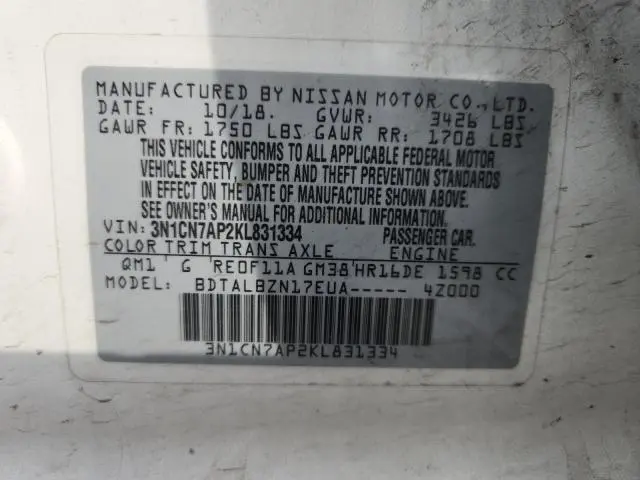 MANUFACTURED BY NISSAN MOTOR CO., LTD.
DATE: 10/18. GVWR: 3426 LBS
GAWR FR: 1750 LBS GAWR RR: 1708 LBS
THIS VEHICLE CONFORMS TO ALL APPLICABLE FEDERAL MOTOR
VEHICLE SAFETY, BUMPER AND THEFT PREVENTION STANDARDS
IN EFFECT ON THE DATE OF MANUFACTURE SHOWN ABOVE.
SEE OWNER'S MANUAL FOR ADDITIONAL INFORMATION.
VIN: 3N1CN7AP2KL831334 PASSENGER CAR.
COLOR TRIM TRANS AXLE ENGINE
QM1 G RE0F11A GM38 HR16DE 1598 CC
MODEL: BDTALBZN17EUA----- 4Z000
3N1CN7AP2KL831334